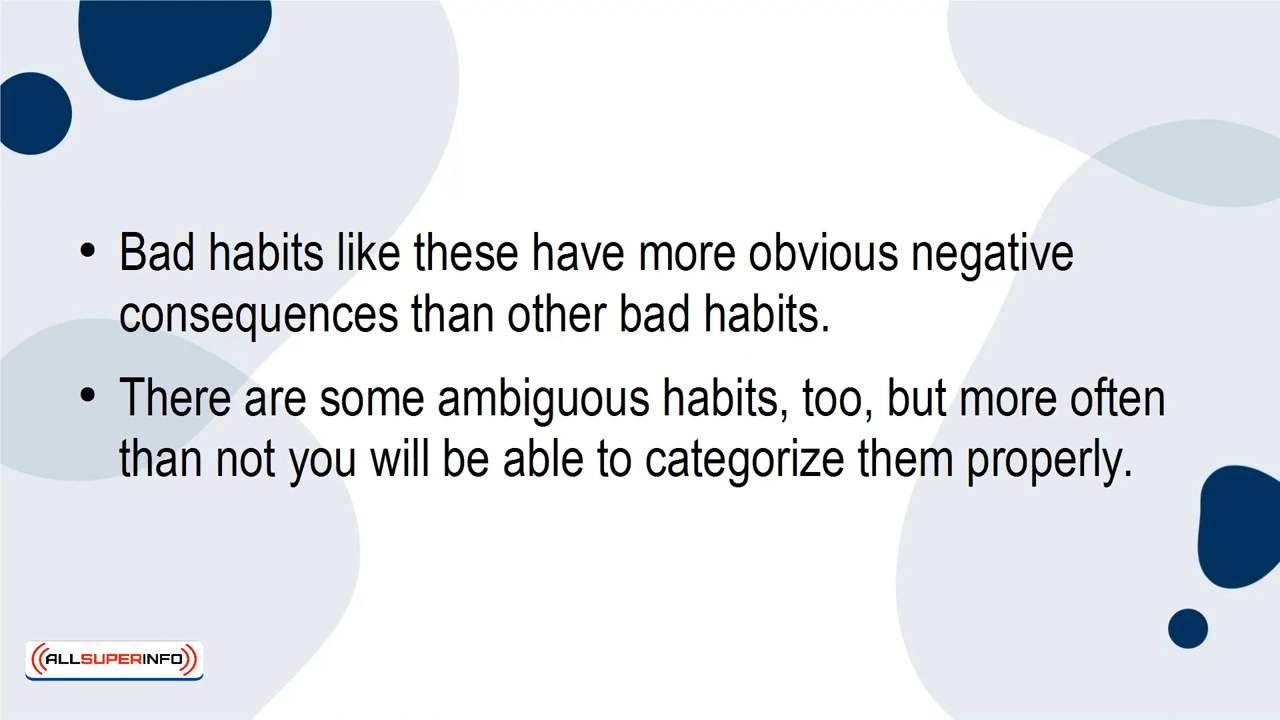 • Bad habits like these have more obvious negative
consequences than other bad habits.
• There are some ambiguous habits, too, but more often
than not you will be able to categorize them properly.
ALLSUPERINFO